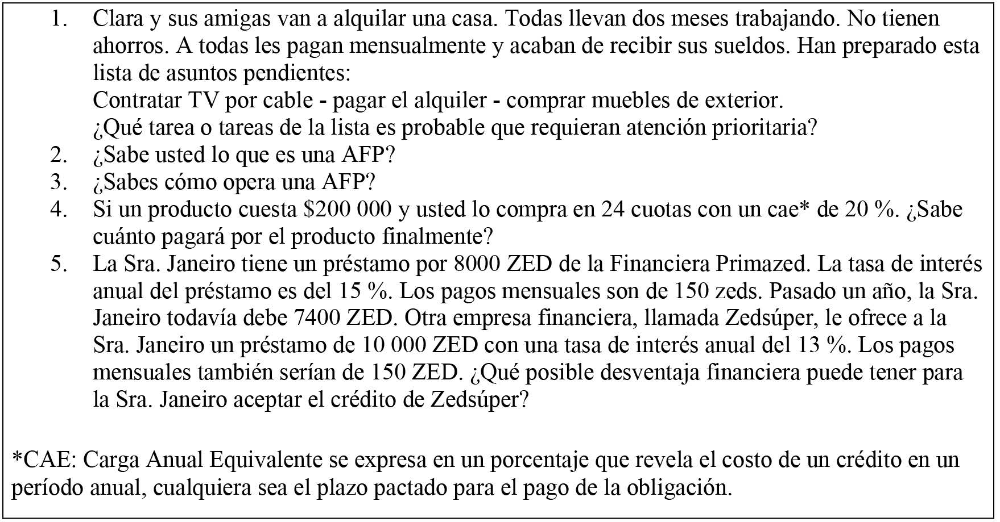 1. Clara y sus amigas van a alquilar una casa. Todas llevan dos meses trabajando. No tienen
ahorros. A todas les pagan mensualmente y acaban de recibir sus sueldos. Han preparado esta
lista de asuntos pendientes:
Contratar TV por cable - pagar el alquiler - comprar muebles de exterior.
¿Qué tarea o tareas de la lista es probable que requieran atención prioritaria?
2. ¿Sabe usted lo que es una AFP?
3. ¿Sabes cómo opera una AFP?
4. Si un producto cuesta $200 000 y usted lo compra en 24 cuotas con un cae* de 20 %. ¿Sabe
cuánto pagará por el producto finalmente?
5. La Sra. Janeiro tiene un préstamo por 8000 ZED de la Financiera Primazed. La tasa de interés
anual del préstamo es del 15 %. Los pagos mensuales son de 150 zeds. Pasado un año, la Sra.
Janeiro todavía debe 7400 ZED. Otra empresa financiera, llamada Zedsúper, le ofrece a la
Sra. Janeiro un préstamo de 10 000 ZED con una tasa de interés anual del 13 %. Los pagos
mensuales también serían de 150 ZED. ¿Qué posible desventaja financiera puede tener para
la Sra. Janeiro aceptar el crédito de Zedsúper?
*CAE: Carga Anual Equivalente se expresa en un porcentaje que revela el costo de un crédito en un
período anual, cualquiera sea el plazo pactado para el pago de la obligación.